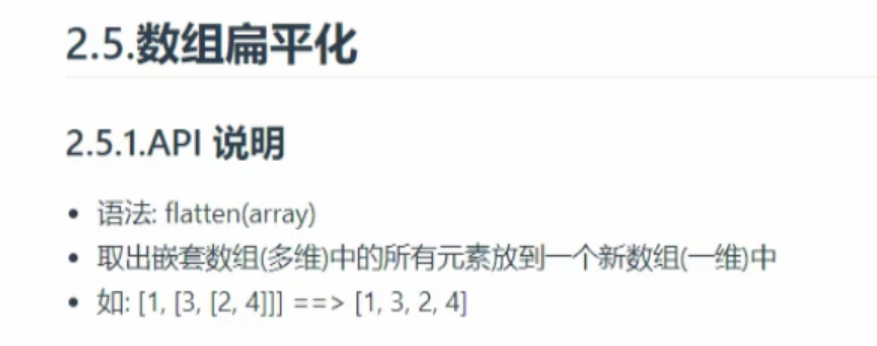 2.5.数组扁平化
2.5.1.API 说明
• 语法: flatten(array)
• 取出嵌套数组(多维)中的所有元素放到一个新数组(一维)中
• 如: [1, [3, [2, 4]]] ==> [1, 3, 2, 4]